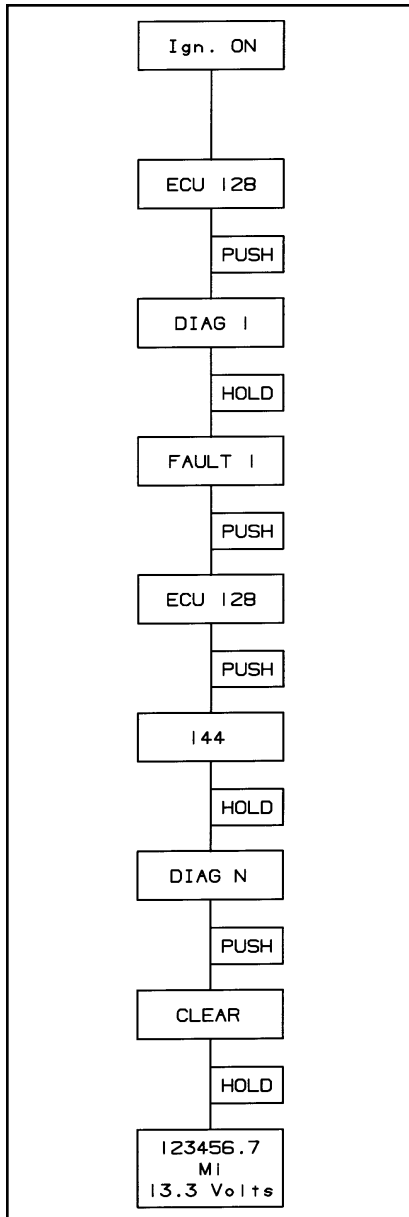 Ign. ON
ECU 128
PUSH
DIAG 1
HOLD
FAULT 1
PUSH
ECU 128
PUSH
144
HOLD
DIAG N
PUSH
CLEAR
HOLD
123456.7
Mi
13.3 Volts